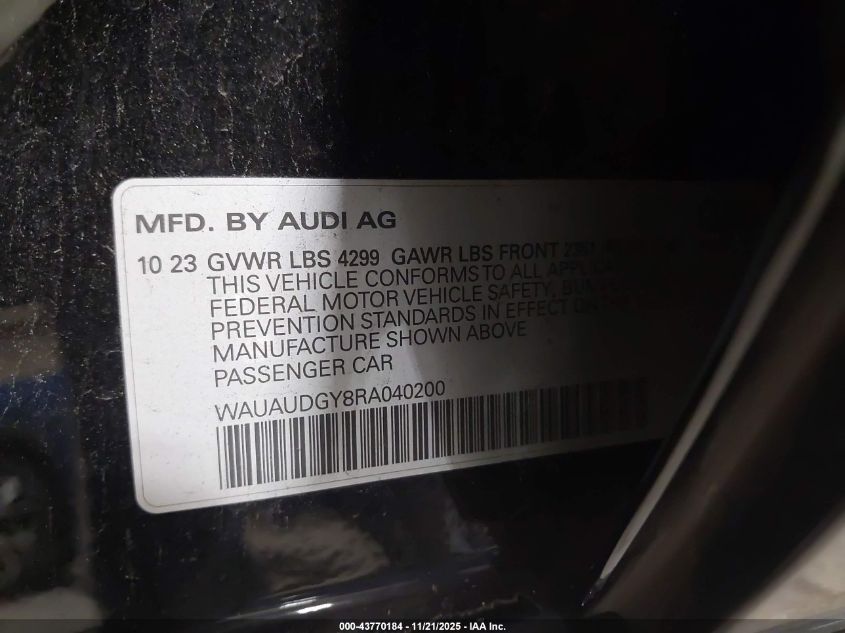 MFD. BY AUDI AG
10 23 GVWR LBS 4299 GAWR LBS FRONT
THIS VEHICLE CONFORMS TO ALL
FEDERAL MOTOR VEHICLE SAFETY,
PREVENTION STANDARDS IN EFFECT ON
MANUFACTURE SHOWN ABOVE
PASSENGER CAR
WAUAUDGY8RA040200
000-43770184 - 11/21/2025 - IAA Inc.